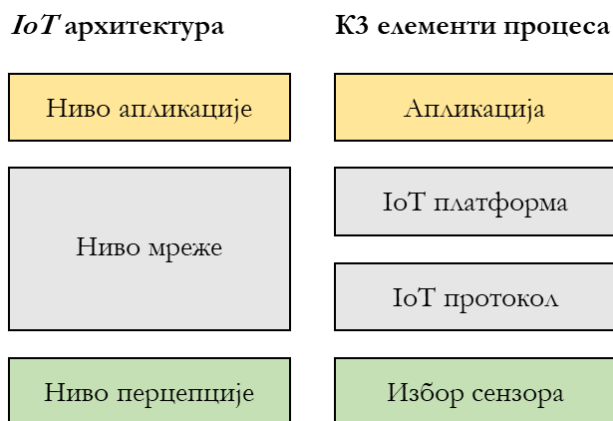 IoT архитектура
К3 елементи процеса
Ниво апликације
Апликација
Ниво мреже
IoT платформа
IoT протокол
Ниво перцепције
Избор сензора